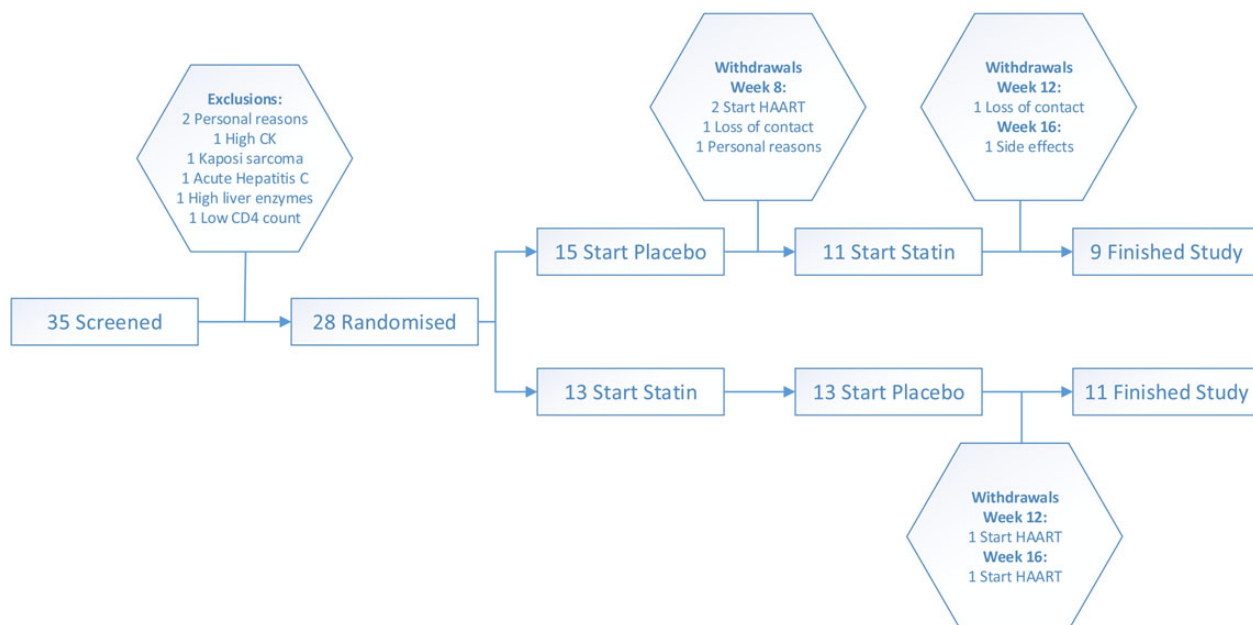 Exclusions:
2 Personal reasons
1 High CK
1 Kaposi sarcoma
1 Acute Hepatitis C
1 High liver enzymes
1 Low CD4 count
Withdrawals
Week 8:
2 Start HAART
1 Loss of contact
1 Personal reasons
Withdrawals
Week 12:
1 Loss of contact
Week 16:
1 Side effects
15 Start Placebo
11 Start Statin
9 Finished Study
35 Screened
28 Randomised
13 Start Statin
13 Start Placebo
11 Finished Study
Withdrawals
Week 12:
1 Start HAART
Week 16:
1 Start HAART